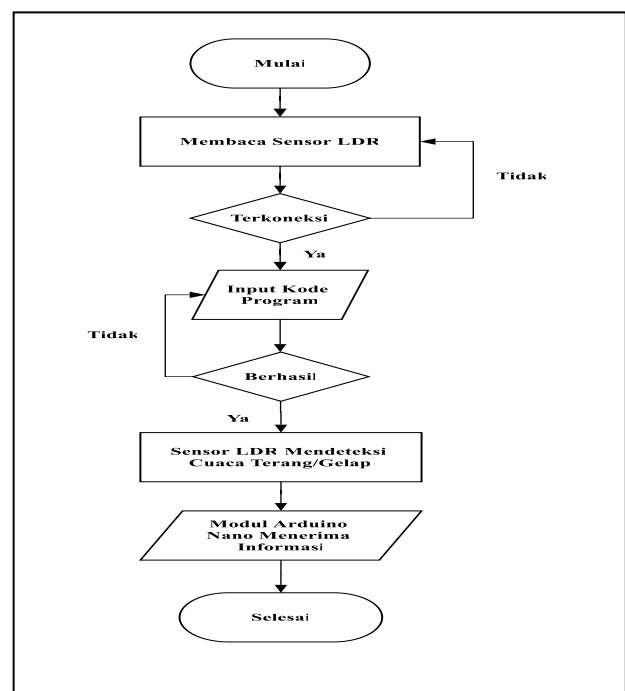 Mulai
Membaca Sensor LDR
Tidak
Terkoneksi
Ya
Input Kode
Program
Tidak
Berhasil
Ya
Sensor LDR Mendeteksi
Cuaca Terang/Gelap
Modul Arduino
Nano Menerima
Informasi
Selesai